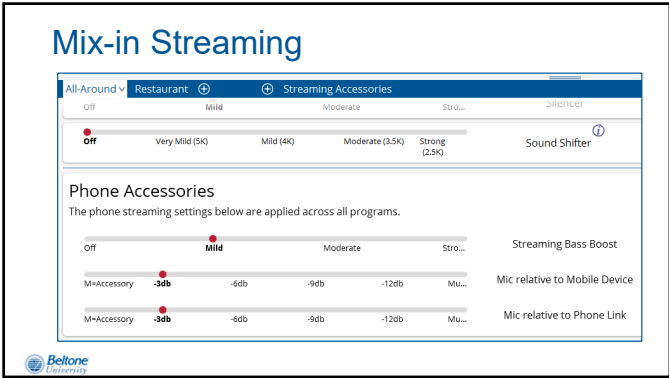 Mix-in Streaming
All-Around Restaurant Streaming Accessories
Off Mild Moderate Stro... Silencer
Off Very Mild (5K) Mild (4K) Moderate (3.5K) Strong (2.5K) Sound Shifter
Phone Accessories
The phone streaming settings below are applied across all programs.
Off Mild Moderate Stro... Streaming Bass Boost
M=Accessory -3db -6db -9db -12db Mu... Mic relative to Mobile Device
M=Accessory -3db -6db -9db -12db Mu... Mic relative to Phone Link
Beltone
University